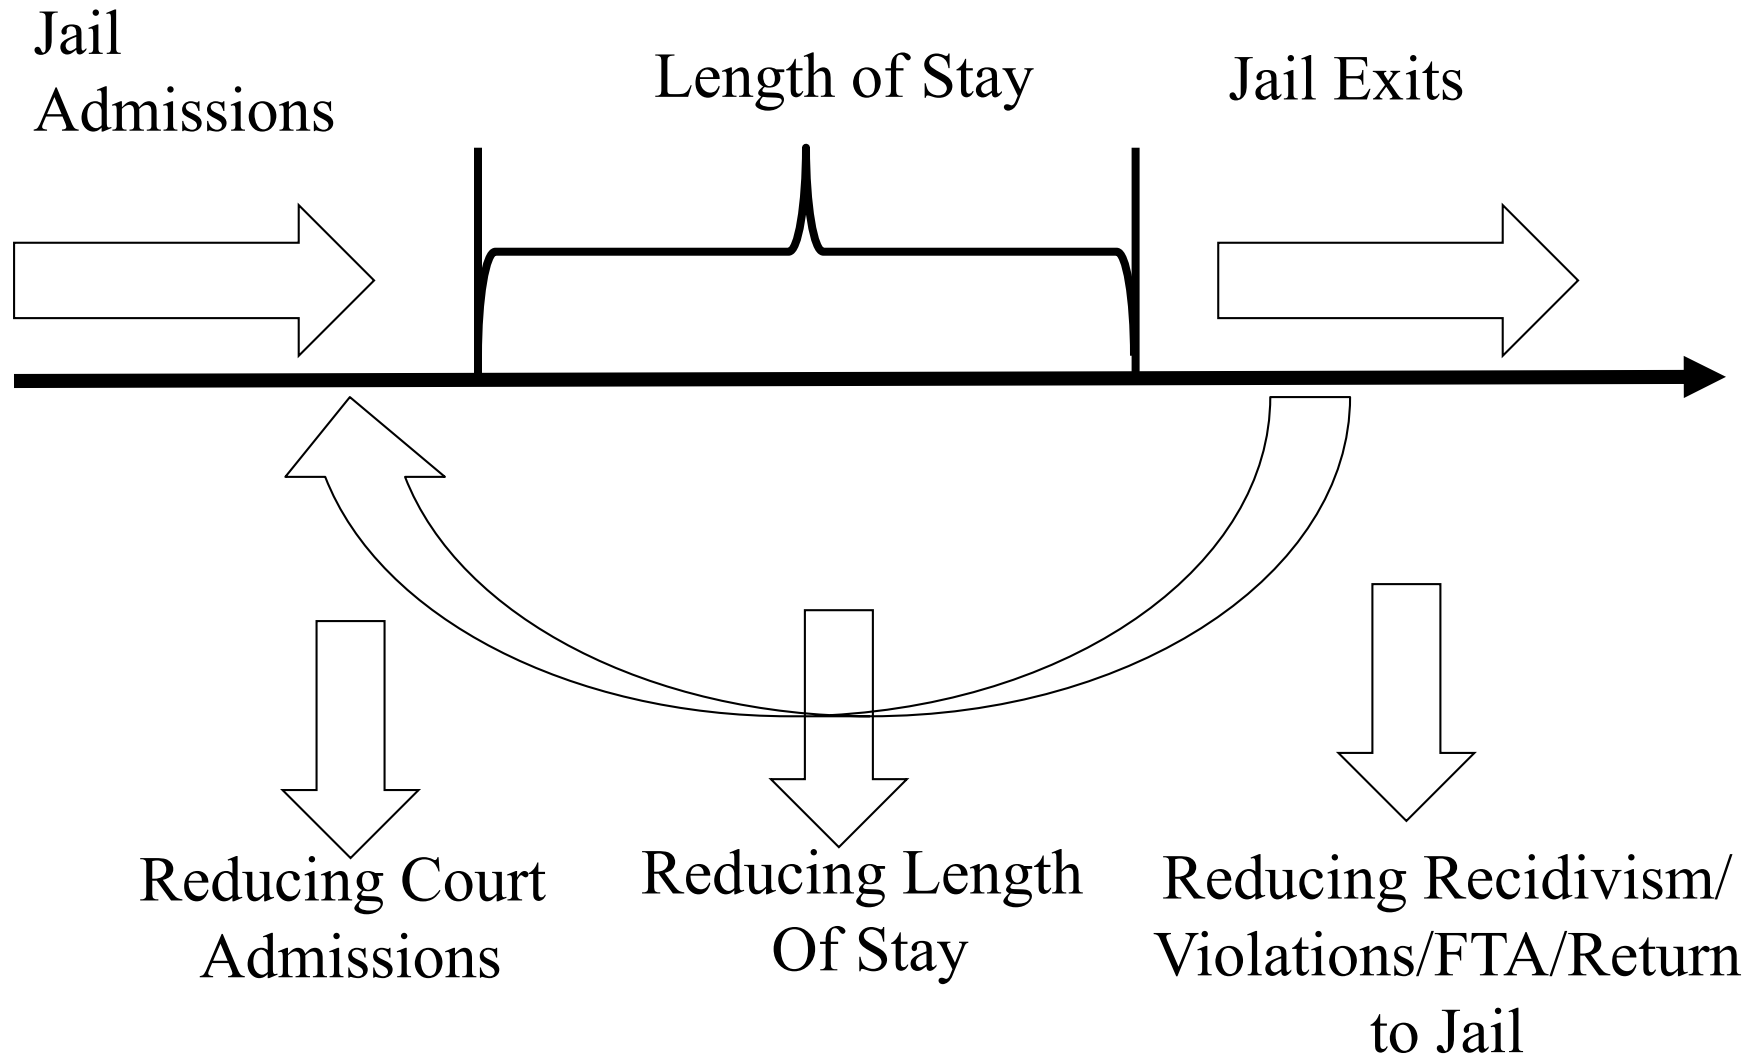 Jail
Admissions
Length of Stay
Jail Exits
Reducing Court
Admissions
Reducing Length
Of Stay
Reducing Recidivism/
Violations/FTA/Return
to Jail